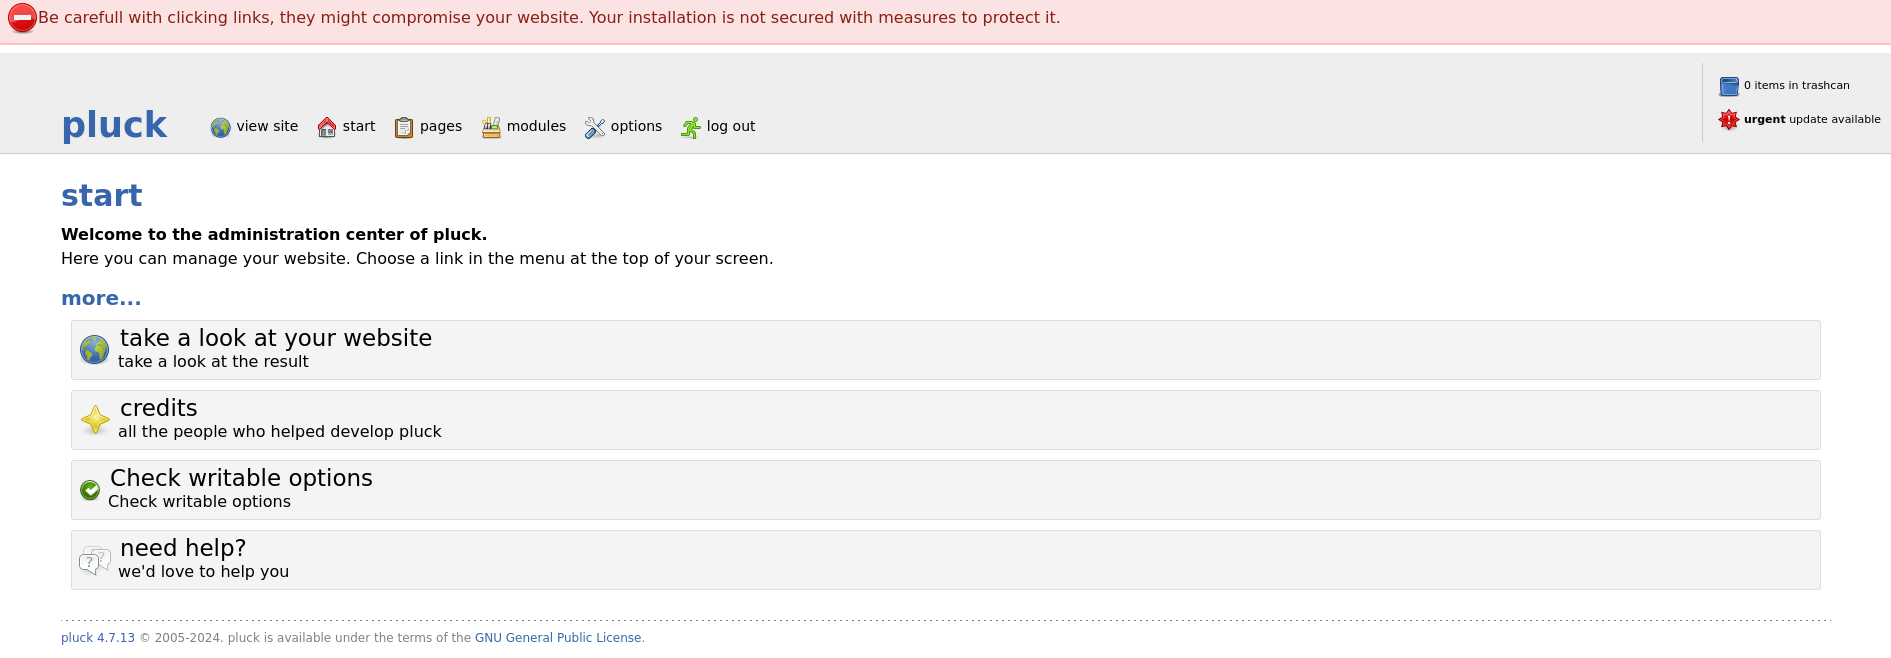 Be carefull with clicking links, they might compromise your website. Your installation is not secured with measures to protect it.
0 items in trashcan
urgent update available
pluck
view site
start
pages
modules
options
log out
start
Welcome to the administration center of pluck.
Here you can manage your website. Choose a link in the menu at the top of your screen.
more...
take a look at your website
take a look at the result
credits
all the people who helped develop pluck
Check writable options
Check writable options
need help?
we'd love to help you
pluck 4.7.13 © 2005-2024. pluck is available under the terms of the GNU General Public License.